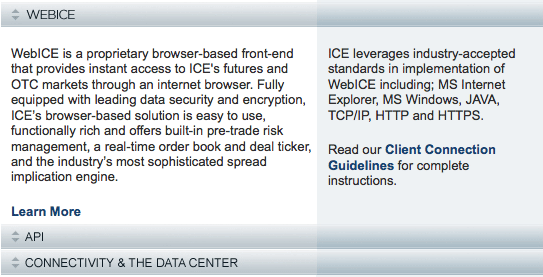 WEBICE
WebICE is a proprietary browser-based front-end
that provides instant access to ICE's futures and
OTC markets through an internet browser. Fully
equipped with leading data security and encryption,
ICE's browser-based solution is easy to use,
functionally rich and offers built-in pre-trade risk
management, a real-time order book and deal ticker,
and the industry's most sophisticated spread
implication engine.
Learn More
ICE leverages industry-accepted
standards in implementation of
WebICE including; MS Internet
Explorer, MS Windows, JAVA,
TCP/IP, HTTP and HTTPS.
Read our Client Connection
Guidelines for complete
instructions.
API
CONNECTIVITY & THE DATA CENTER